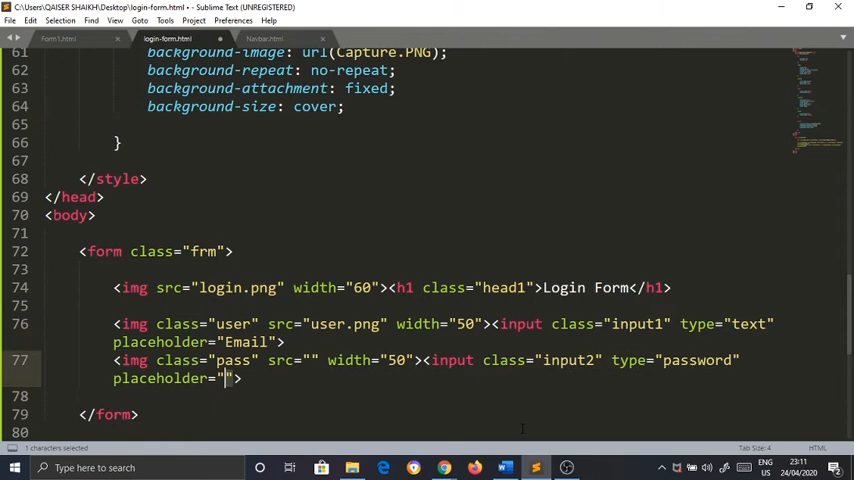 C:\Users\QAISER SHAIKH\Desktop\login-form.html • - Sublime Text (UNREGISTERED)
File Edit Selection Find View Goto Tools Project Preferences Help
Form1.html login-form.html Navbar.html
61 background-image: url(Capture.PNG);
62 background-repeat: no-repeat;
63 background-attachment: fixed;
64 background-size: cover;
65
66 }
67
68 </style>
69 </head>
70 <body>
71
72 <form class="frm">
73
74 <img src="login.png" width="60"><h1 class="head1">Login Form</h1>
75
76 <img class="user" src="user.png" width="50"><input class="input1" type="text"
placeholder="Email">
77 <img class="pass" src="" width="50"><input class="input2" type="password"
placeholder="">
78
79 </form>
80
1 characters selected Tab Size: 4 HTML
Type here to search ENG 23:11
US 24/04/2020 2